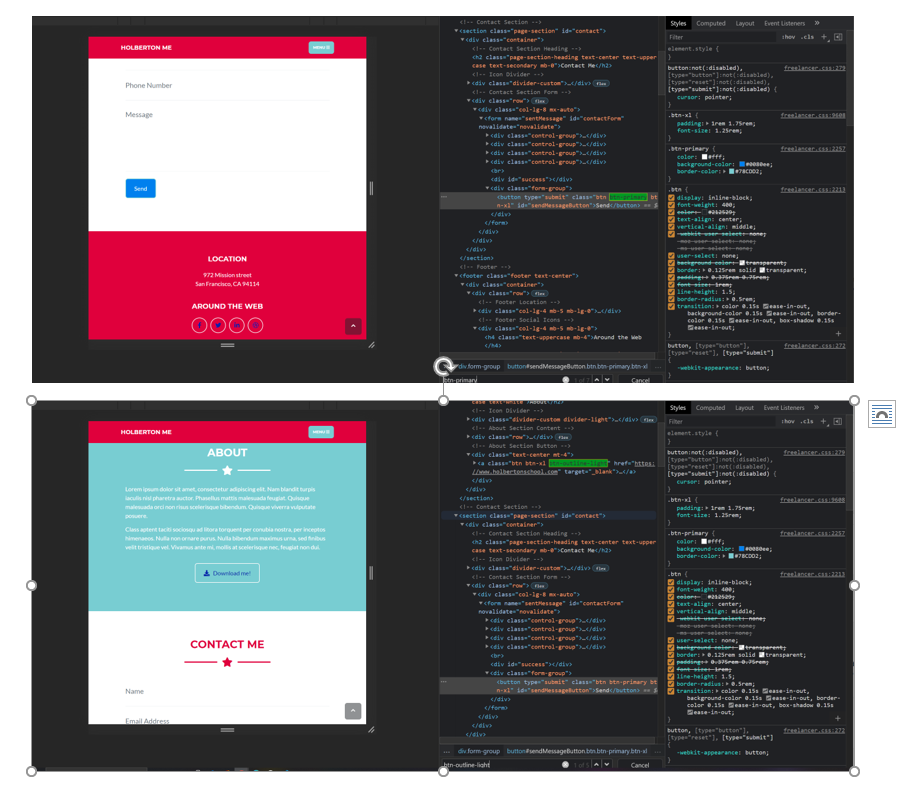 HOLBERTON ME
MENU
Phone Number
Message
Send
LOCATION
972 Mission street
San Francisco, CA 94114
AROUND THE WEB
<!-- Contact Section -->
<section class="page-section" id="contact">
<div class="container">
<!-- Contact Section Heading -->
<h2 class="page-section-heading text-center text-upper
case text-secondary mb-0">Contact Me</h2>
<!-- Icon Divider -->
<div class="divider-custom">…</div> flex
<!-- Contact Section Form -->
<div class="row"> flex
<div class="col-lg-8 mx-auto">
<form name="sentMessage" id="contactForm"
novalidate="novalidate">
<div class="control-group">…</div>
<div class="control-group">…</div>
<div class="control-group">…</div>
<div class="control-group">…</div>
<br>
<div id="success"></div>
<div class="form-group">
<button type="submit" class="btn btn-primary bt
n-xl" id="sendMessageButton">Send</button> == $
</div>
</form>
</div>
</div>
</div>
</section>
<!-- Footer -->
<footer class="footer text-center">
<div class="container">
<div class="row"> flex
<!-- Footer Location -->
<div class="col-lg-4 mb-5 mb-lg-0">…</div>
<!-- Footer Social Icons -->
<div class="col-lg-4 mb-5 mb-lg-0">
<h4 class="text-uppercase mb-4">Around the Web
</h4>
div.form-group button#sendMessageButton.btn.btn-primary.btn-xl
btn-primary
1 of 7
Cancel
Styles Computed Layout Event Listeners »
Filter :hov .cls +
element.style {
}
button:not(:disabled), freelancer.css:279
[type="button"]:not(:disabled),
[type="reset"]:not(:disabled),
[type="submit"]:not(:disabled) {
cursor: pointer;
}
.btn-xl { freelancer.css:9608
padding: 1rem 1.75rem;
font-size: 1.25rem;
}
.btn-primary { freelancer.css:2257
color: #fff;
background-color: #0080ee;
border-color: #78CDD2;
}
.btn { freelancer.css:2213
display: inline-block;
font-weight: 400;
color: #212529;
text-align: center;
vertical-align: middle;
-webkit-user-select: none;
-moz-user-select: none;
-ms-user-select: none;
user-select: none;
background-color: transparent;
border: 0.125rem solid transparent;
padding: 0.375rem 0.75rem;
font-size: 1rem;
line-height: 1.5;
border-radius: 0.5rem;
transition: color 0.15s ease-in-out,
background-color 0.15s ease-in-out, border-
color 0.15s ease-in-out, box-shadow 0.15s
ease-in-out;
}
button, [type="button"], freelancer.css:272
[type="reset"], [type="submit"] {
-webkit-appearance: button;
}
HOLBERTON ME
MENU
ABOUT
Lorem ipsum dolor sit amet, consectetur adipiscing elit. Nam blandit turpis
iaculis nisl pharetra auctor. Phasellus mattis malesuada feugiat. Quisque
malesuada orci non risus scelerisque bibendum. Quisque viverra vulputate
posuere.
Class aptent taciti sociosqu ad litora torquent per conubia nostra, per inceptos
himenaeos. Nulla non ornare purus. Nulla bibendum maximus urna, sed finibus
velit tristique vel. Vivamus ante mi, mollis at scelerisque nec, feugiat non dui.
Download me!
CONTACT ME
Name
Email Address
case text-white">About</h2>
<!-- Icon Divider -->
<div class="divider-custom divider-light">…</div> flex
<!-- About Section Content -->
<div class="row">…</div> flex
<!-- About Section Button -->
<div class="text-center mt-4">
<a class="btn btn-xl btn-outline-light" href="https:
//www.holbertonschool.com" target="_blank">…</a>
</div>
</div>
</section>
<!-- Contact Section -->
<section class="page-section" id="contact">
<div class="container">
<!-- Contact Section Heading -->
<h2 class="page-section-heading text-center text-upper
case text-secondary mb-0">Contact Me</h2>
<!-- Icon Divider -->
<div class="divider-custom">…</div> flex
<!-- Contact Section Form -->
<div class="row"> flex
<div class="col-lg-8 mx-auto">
<form name="sentMessage" id="contactForm"
novalidate="novalidate">
<div class="control-group">…</div>
<div class="control-group">…</div>
<div class="control-group">…</div>
<div class="control-group">…</div>
<br>
<div id="success"></div>
<div class="form-group">
<button type="submit" class="btn btn-primary bt
n-xl" id="sendMessageButton">Send</button> == $
</div>
</form>
</div>
</div>
… div.form-group button#sendMessageButton.btn.btn-primary.btn-xl …
btn-outline-light
1 of 5
Cancel
Styles Computed Layout Event Listeners »
Filter :hov .cls +
element.style {
}
button:not(:disabled), freelancer.css:279
[type="button"]:not(:disabled),
[type="reset"]:not(:disabled),
[type="submit"]:not(:disabled) {
cursor: pointer;
}
.btn-xl { freelancer.css:9608
padding: 1rem 1.75rem;
font-size: 1.25rem;
}
.btn-primary { freelancer.css:2257
color: #fff;
background-color: #0080ee;
border-color: #78CDD2;
}
.btn { freelancer.css:2213
display: inline-block;
font-weight: 400;
color: #212529;
text-align: center;
vertical-align: middle;
-webkit-user-select: none;
-moz-user-select: none;
-ms-user-select: none;
user-select: none;
background-color: transparent;
border: 0.125rem solid transparent;
padding: 0.375rem 0.75rem;
font-size: 1rem;
line-height: 1.5;
border-radius: 0.5rem;
transition: color 0.15s ease-in-out,
background-color 0.15s ease-in-out, border-
color 0.15s ease-in-out, box-shadow 0.15s
ease-in-out;
}
button, [type="button"], freelancer.css:272
[type="reset"], [type="submit"] {
-webkit-appearance: button;
}